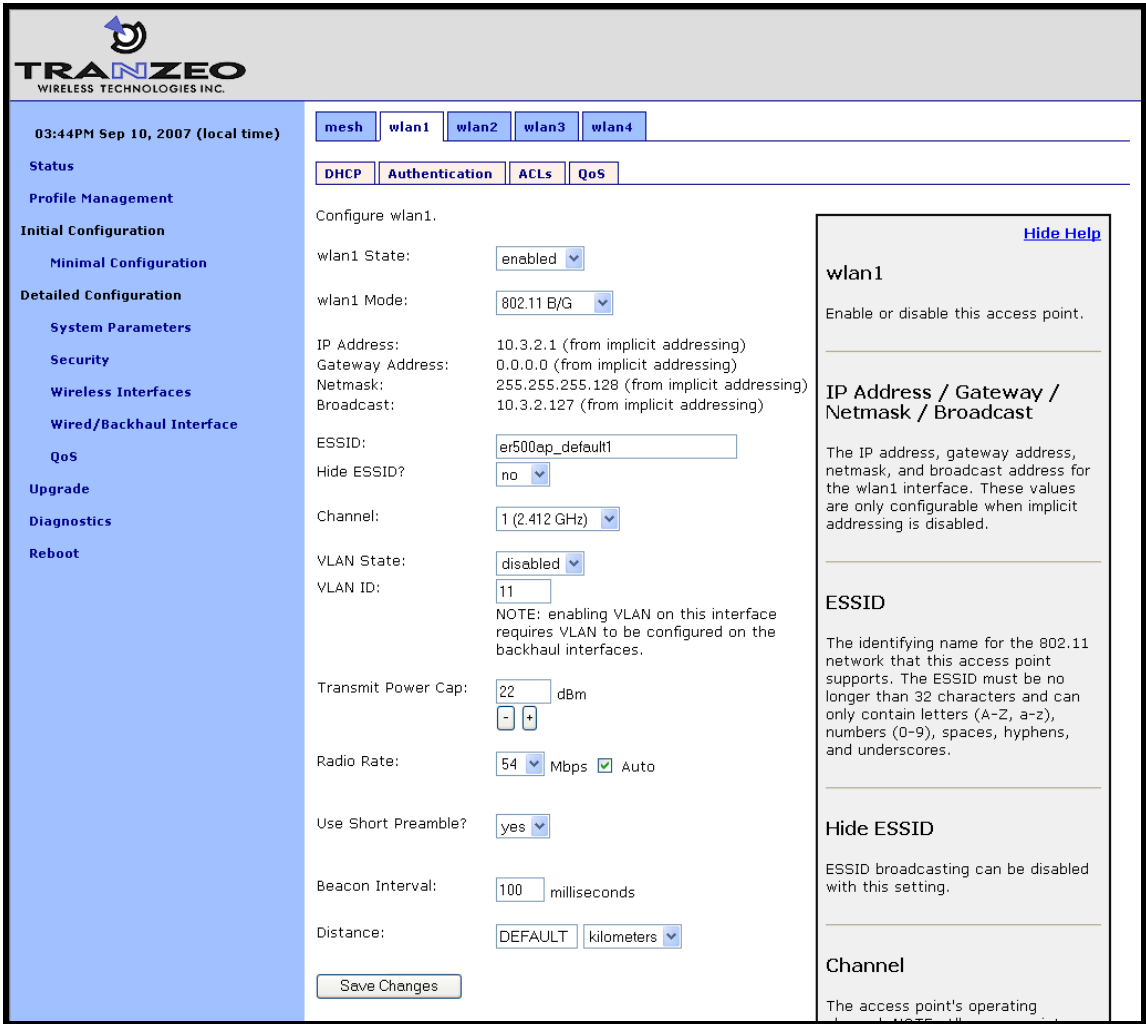 TRANZEO
WIRELESS TECHNOLOGIES INC.
03:44PM Sep 10, 2007 (local time)
Status
Profile Management
Initial Configuration
Minimal Configuration
Detailed Configuration
System Parameters
Security
Wireless Interfaces
Wired/Backhaul Interface
QoS
Upgrade
Diagnostics
Reboot
mesh wlan1 wlan2 wlan3 wlan4
DHCP Authentication ACLs QoS
Configure wlan1.
wlan1 State: enabled
wlan1 Mode: 802.11 B/G
IP Address: 10.3.2.1 (from implicit addressing)
Gateway Address: 0.0.0.0 (from implicit addressing)
Netmask: 255.255.255.128 (from implicit addressing)
Broadcast: 10.3.2.127 (from implicit addressing)
ESSID: er500ap_default1
Hide ESSID? no
Channel: 1 (2.412 GHz)
VLAN State: disabled
VLAN ID: 11
NOTE: enabling VLAN on this interface
requires VLAN to be configured on the
backhaul interfaces.
Transmit Power Cap: 22 dBm
- +
Radio Rate: 54 Mbps Auto
Use Short Preamble? yes
Beacon Interval: 100 milliseconds
Distance: DEFAULT kilometers
Save Changes
Hide Help
wlan1
Enable or disable this access point.
IP Address / Gateway /
Netmask / Broadcast
The IP address, gateway address,
netmask, and broadcast address for
the wlan1 interface. These values
are only configurable when implicit
addressing is disabled.
ESSID
The identifying name for the 802.11
network that this access point
supports. The ESSID must be no
longer than 32 characters and can
only contain letters (A-Z, a-z),
numbers (0-9), spaces, hyphens,
and underscores.
Hide ESSID
ESSID broadcasting can be disabled
with this setting.
Channel
The access point's operating